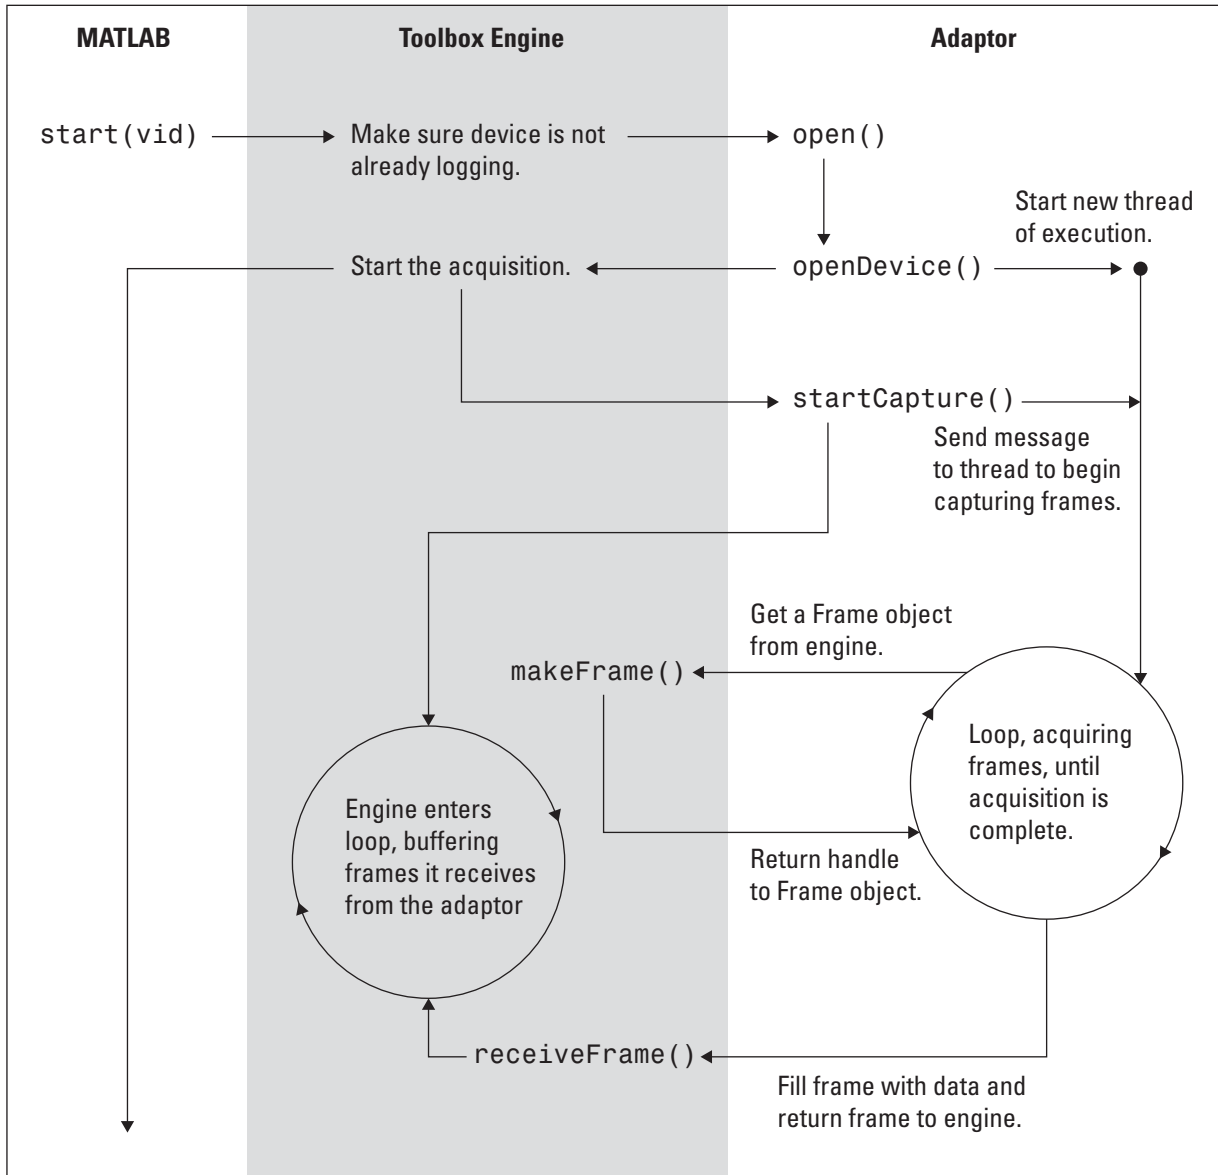 MATLAB
Toolbox Engine
Adaptor
start(vid)
Make sure device is not
already logging.
open()
Start new thread
of execution.
Start the acquisition.
openDevice()
startCapture()
Send message
to thread to begin
capturing frames.
Get a Frame object
from engine.
makeFrame()
Loop, acquiring
frames, until
acquisition is
complete.
Engine enters
loop, buffering
frames it receives
from the adaptor
Return handle
to Frame object.
receiveFrame()
Fill frame with data and
return frame to engine.